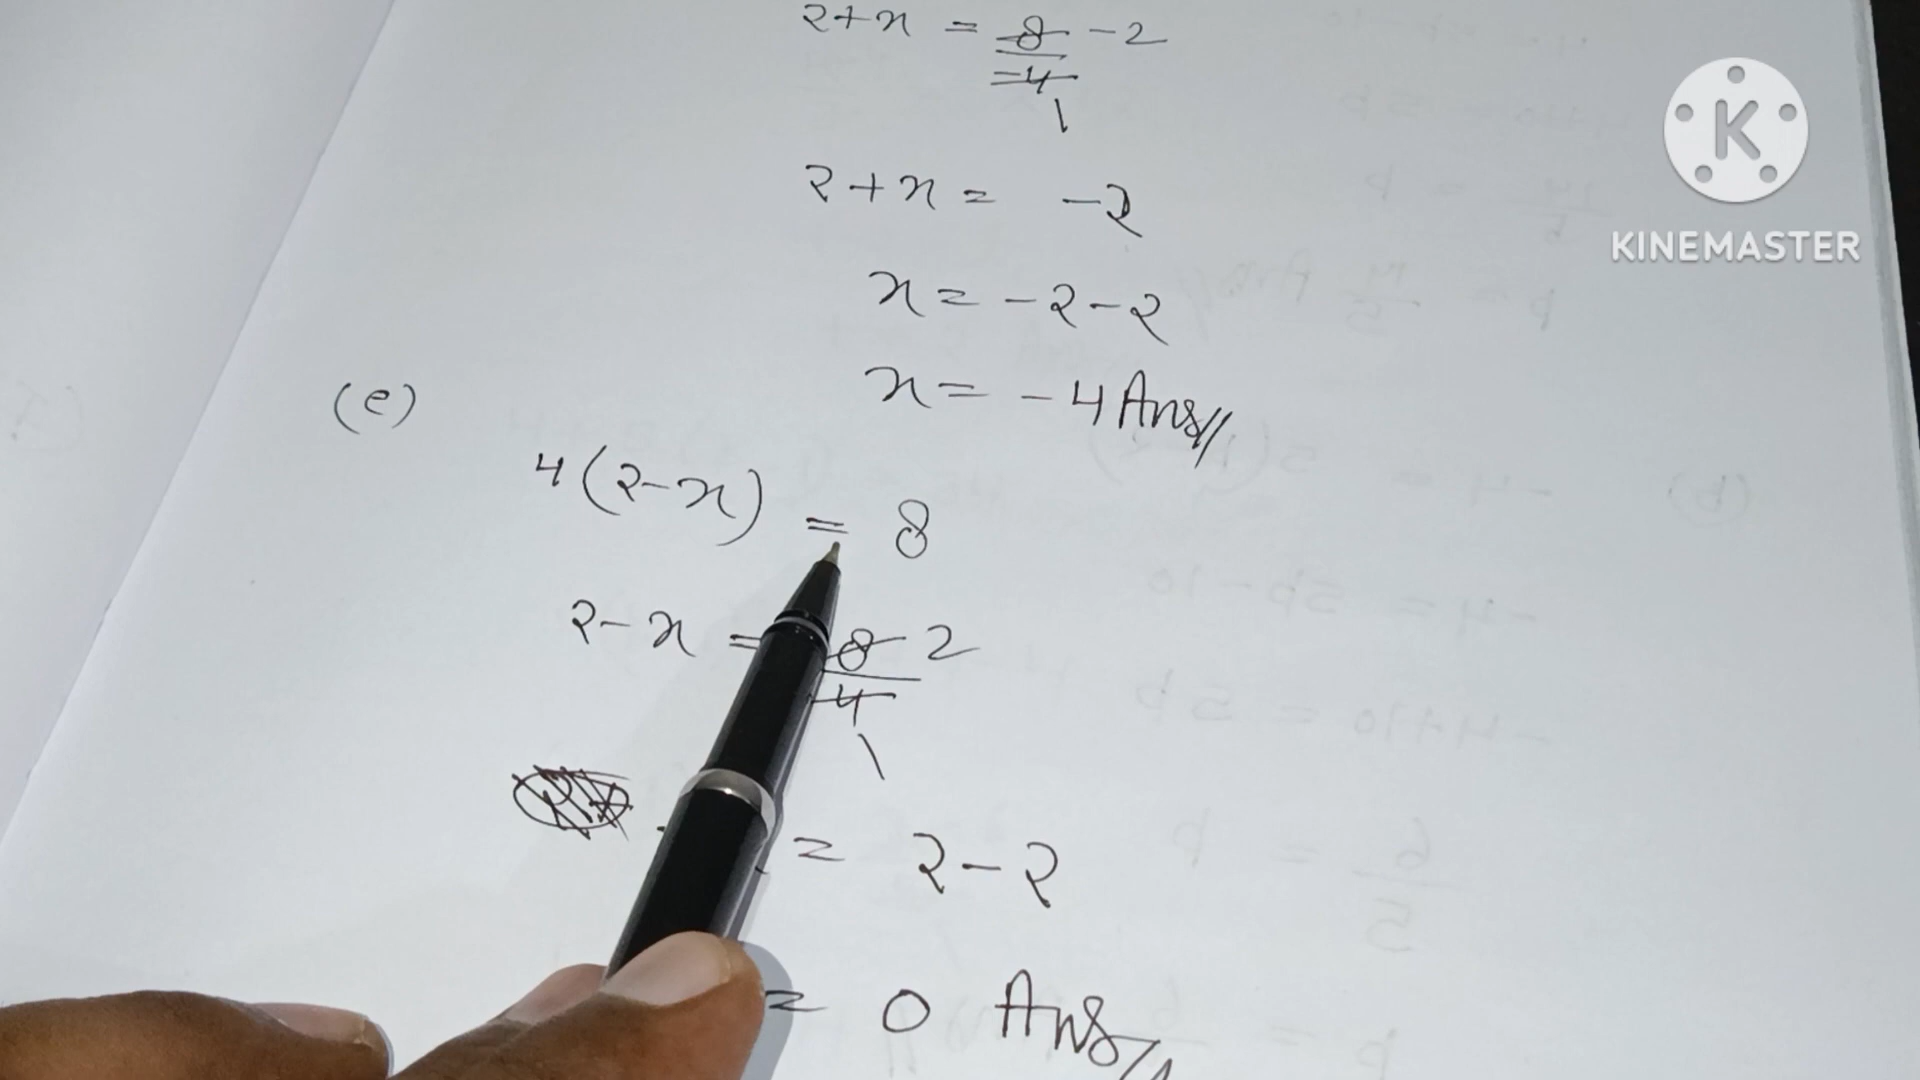 2+x = 8/-4 -2
1
2+x = -2
x = -2-2
x = -4 Ans//
(e)
4(2-x) = 8
2-x = 8/4 2
1
= 2-2
= 0 Ans//
KINEMASTER